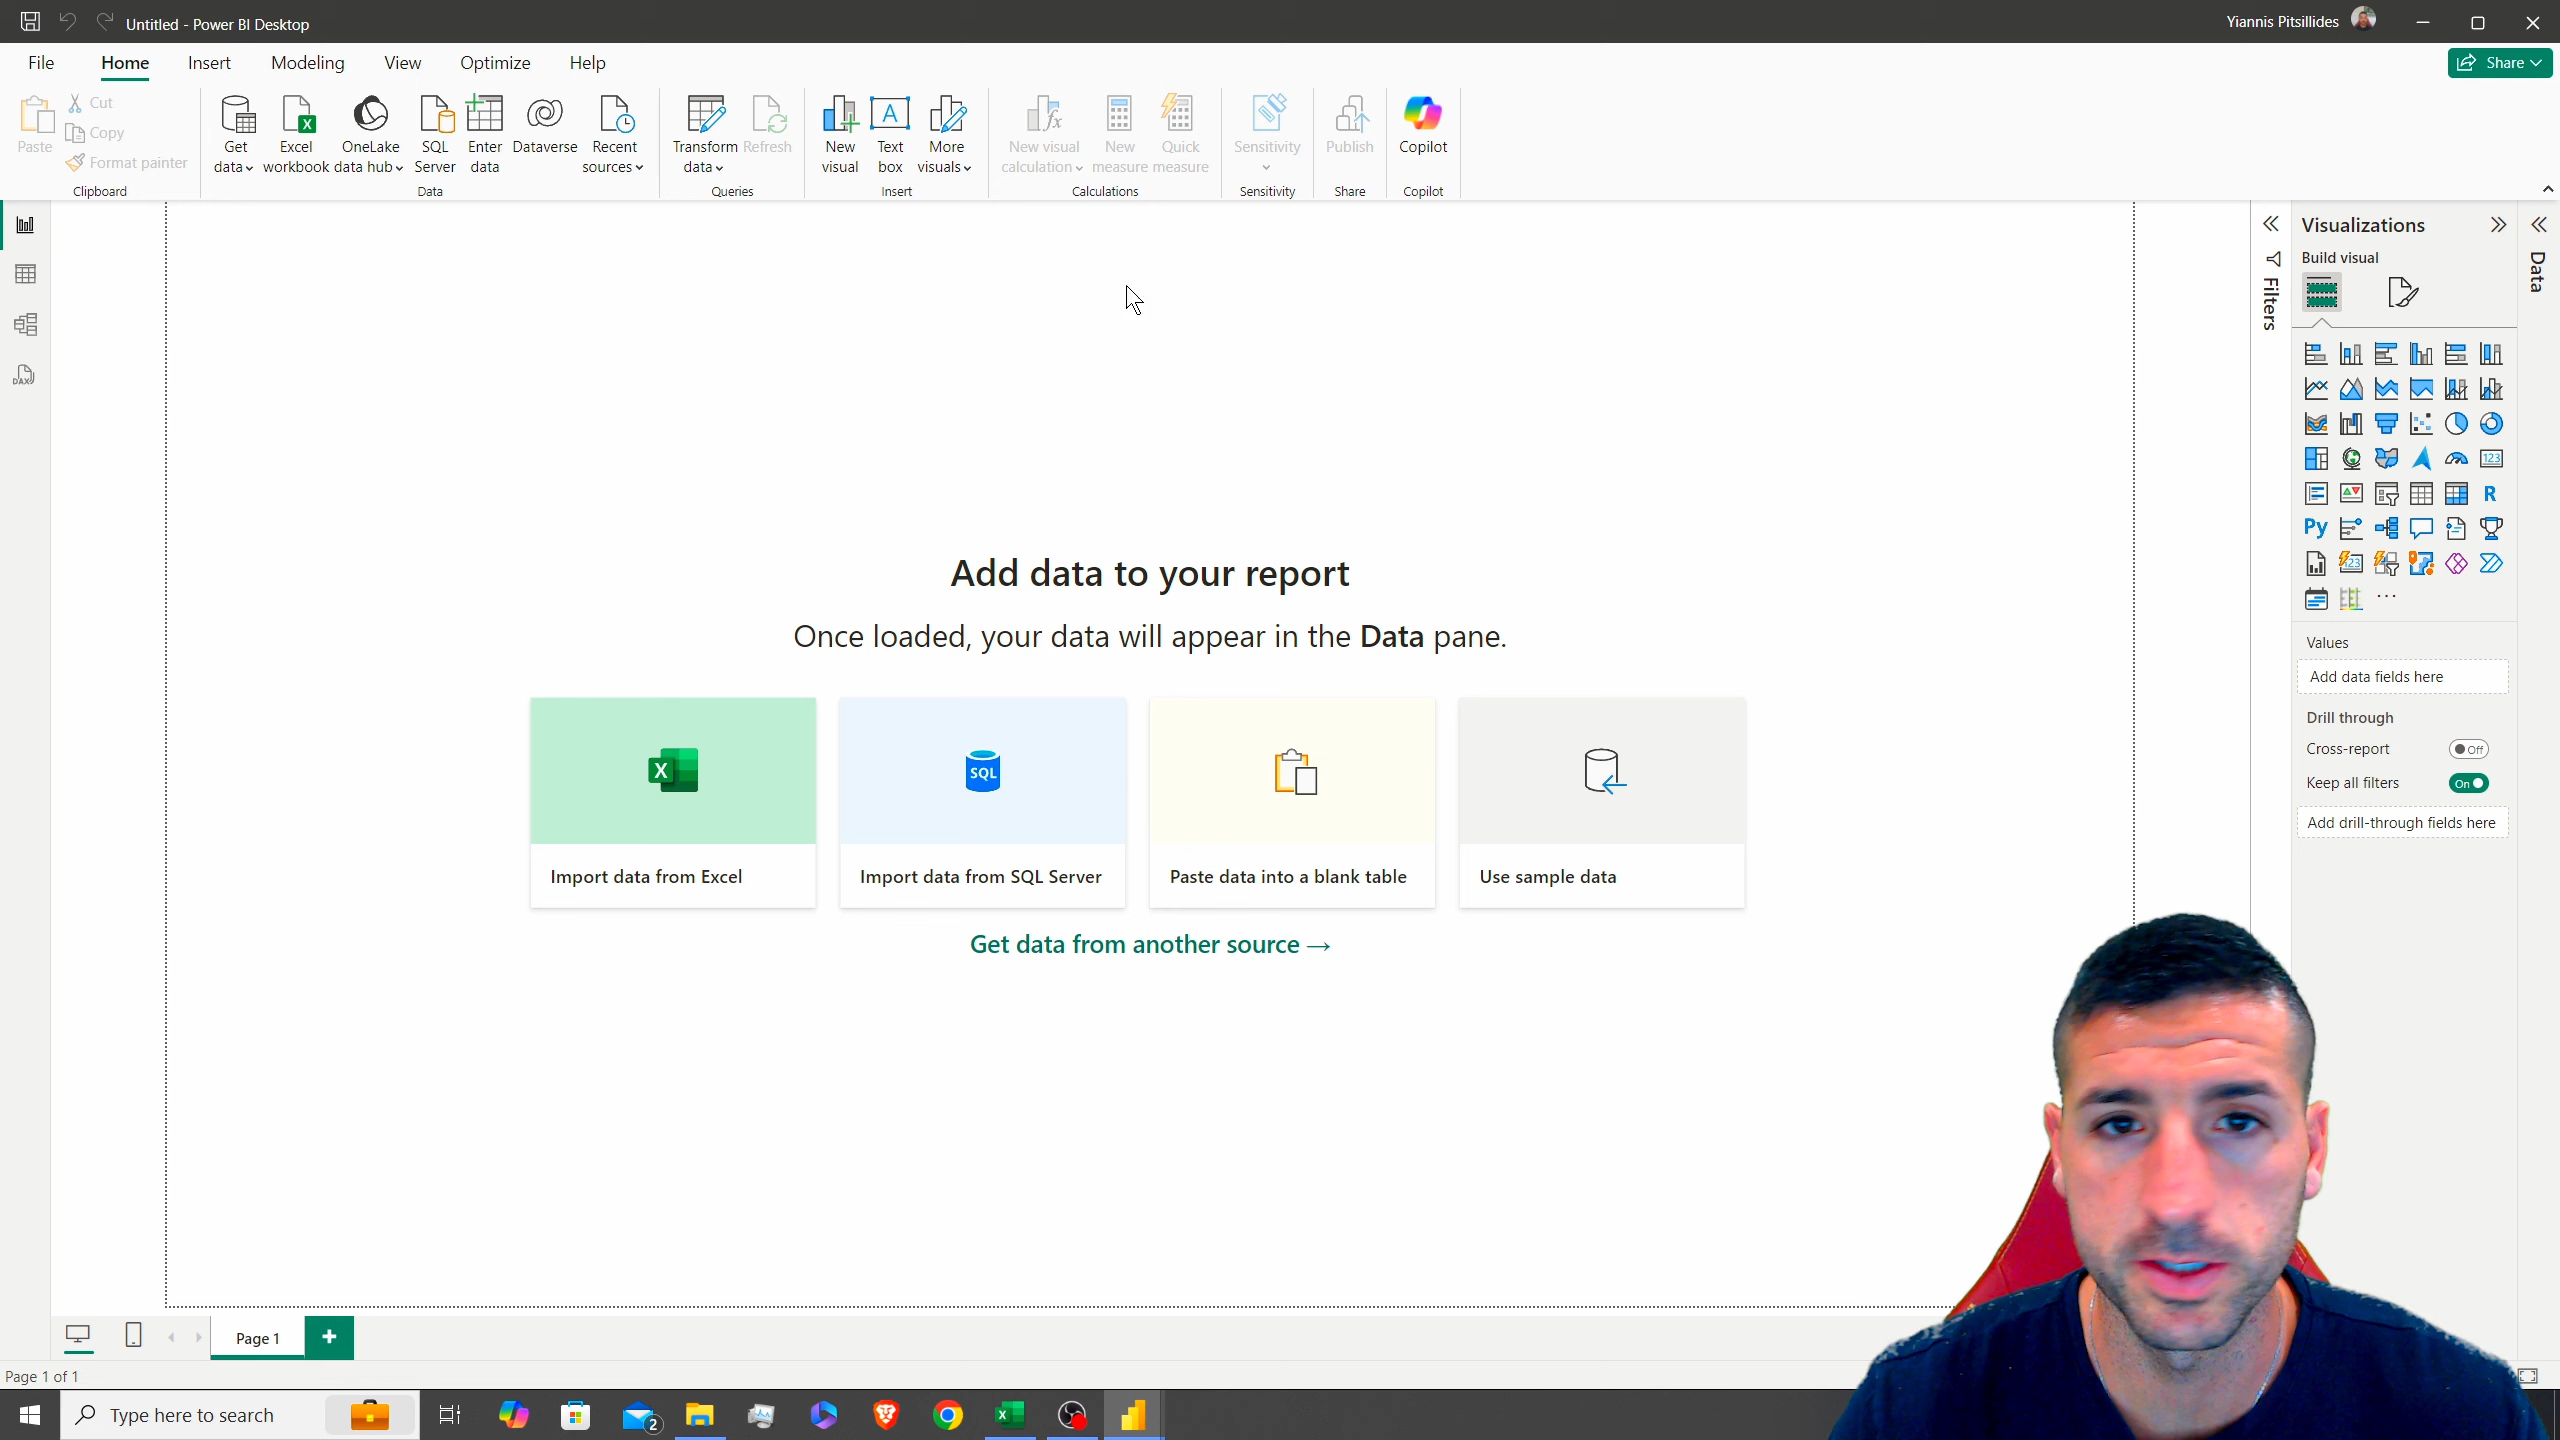 Untitled - Power BI Desktop
Yiannis Pitsillides
File
Home
Insert
Modeling
View
Optimize
Help
Share
Paste
Cut
Copy
Format painter
Clipboard
Get data
Excel workbook
OneLake data hub
SQL Server
Enter data
Dataverse
Recent sources
Data
Transform data
Refresh
Queries
New visual
Text box
More visuals
Insert
New visual calculation
New measure
Quick measure
Calculations
Sensitivity
Sensitivity
Publish
Share
Copilot
Copilot
DAX
Filters
Visualizations
Data
Build visual
123
R
Py
123
Values
Add data fields here
Drill through
Cross-report
Off
Keep all filters
On
Add drill-through fields here
Add data to your report
Once loaded, your data will appear in the Data pane.
X
SQL
Import data from Excel
Import data from SQL Server
Paste data into a blank table
Use sample data
Get data from another source →
Page 1
Page 1 of 1
Type here to search
2